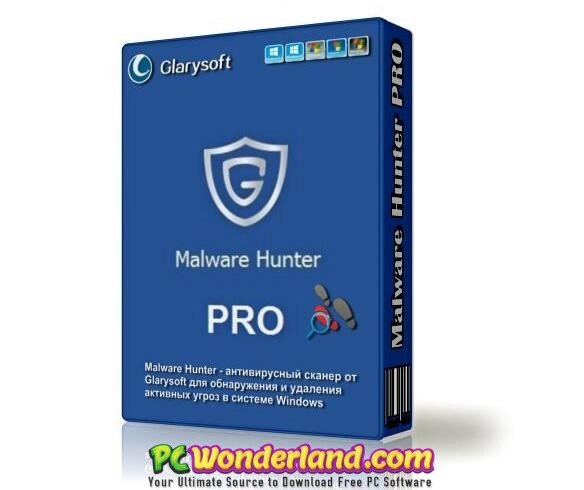 Glarysoft
G
Malware Hunter
PRO
Malware Hunter - антивирусный сканер от
Glarysoft для обнаружения и удаления
активных угроз в системе Windows
Malware Hunter PRO
PCWonderland.com
Your Ultimate Source to Download Free PC Software